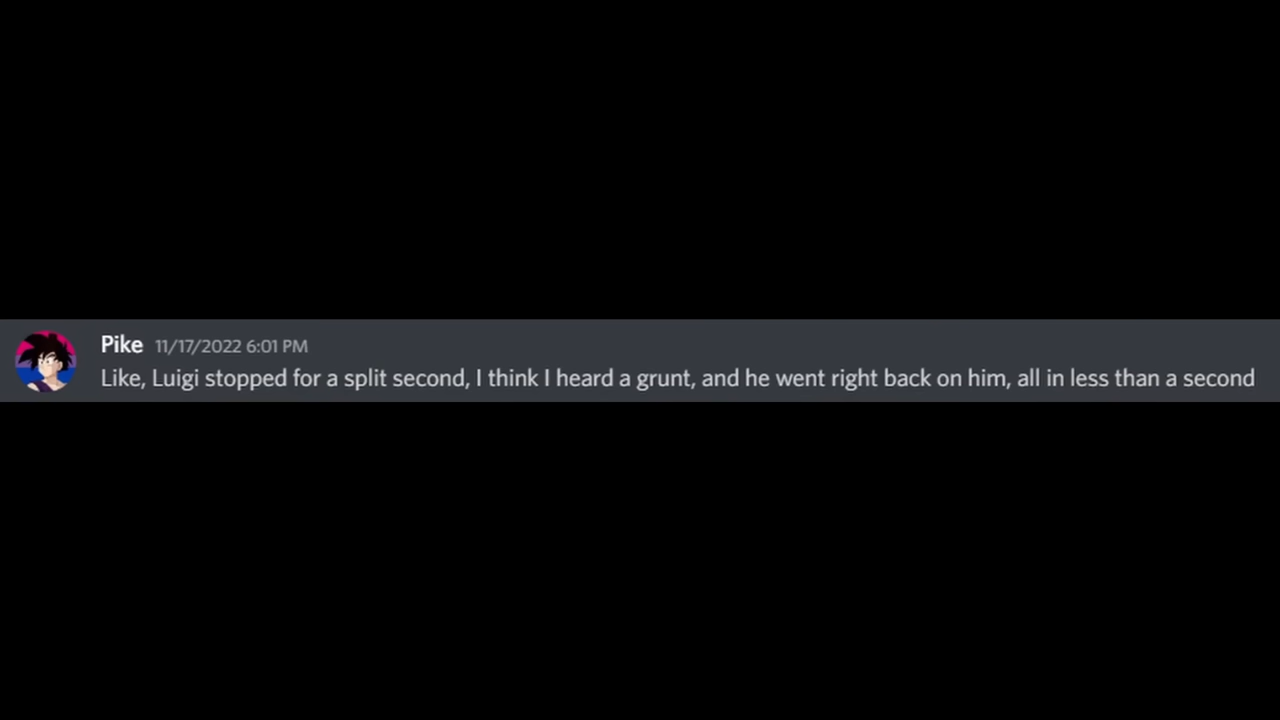 Pike 11/17/2022 6:01 PM
Like, Luigi stopped for a split second, I think I heard a grunt, and he went right back on him, all in less than a second